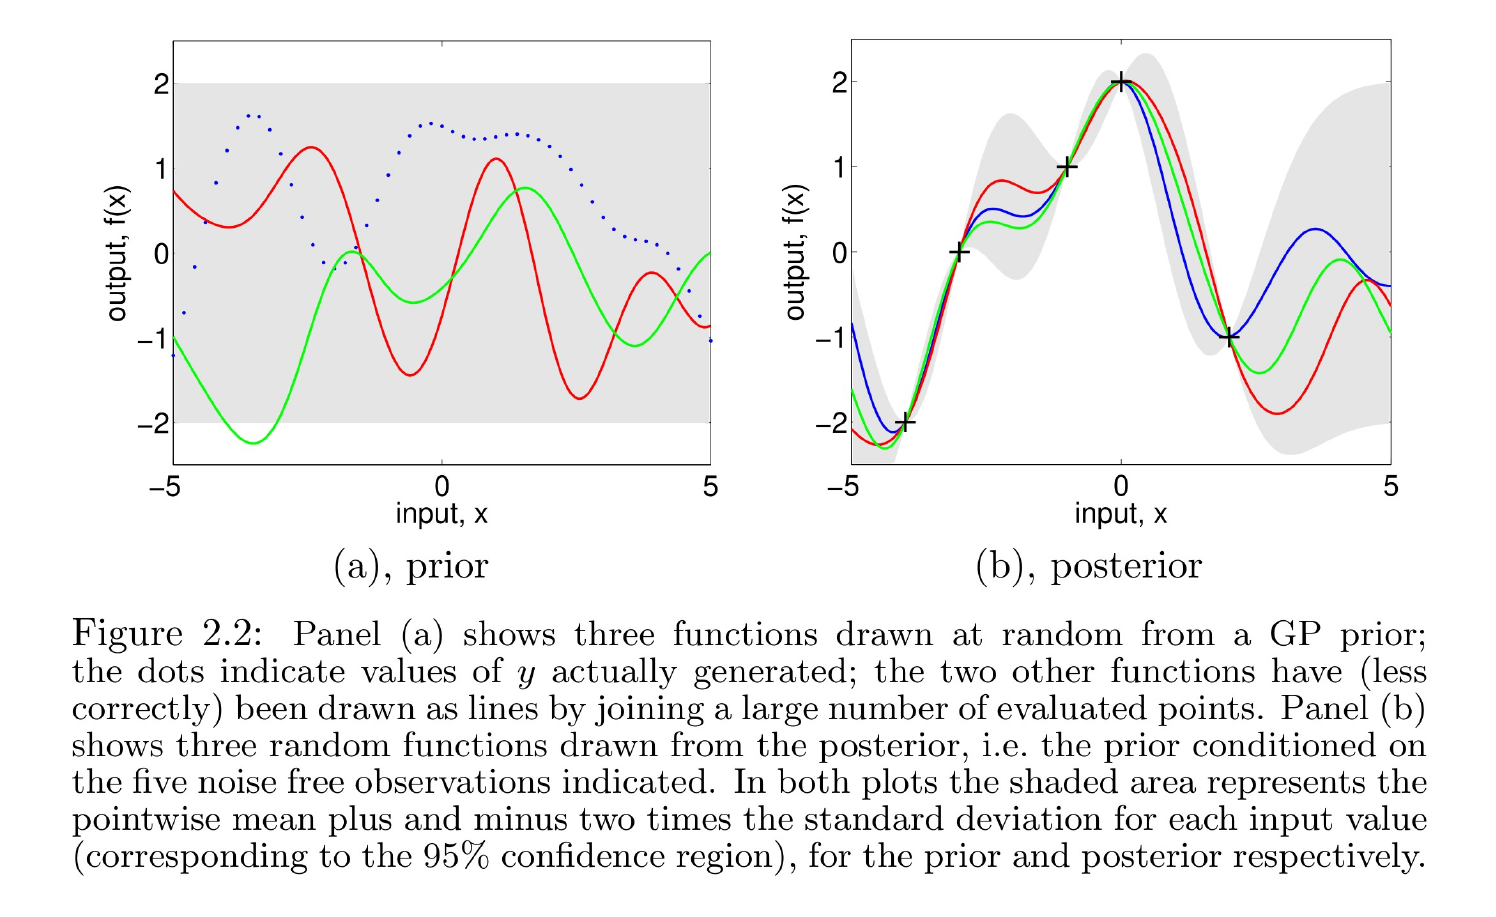 2
1
0
−1
−2
−5
0
5
output, f(x)
input, x
(a), prior
2
1
0
−1
−2
−5
0
5
output, f(x)
input, x
(b), posterior
Figure 2.2: Panel (a) shows three functions drawn at random from a GP prior;
the dots indicate values of y actually generated; the two other functions have (less
correctly) been drawn as lines by joining a large number of evaluated points. Panel (b)
shows three random functions drawn from the posterior, i.e. the prior conditioned on
the five noise free observations indicated. In both plots the shaded area represents the
pointwise mean plus and minus two times the standard deviation for each input value
(corresponding to the 95% confidence region), for the prior and posterior respectively.